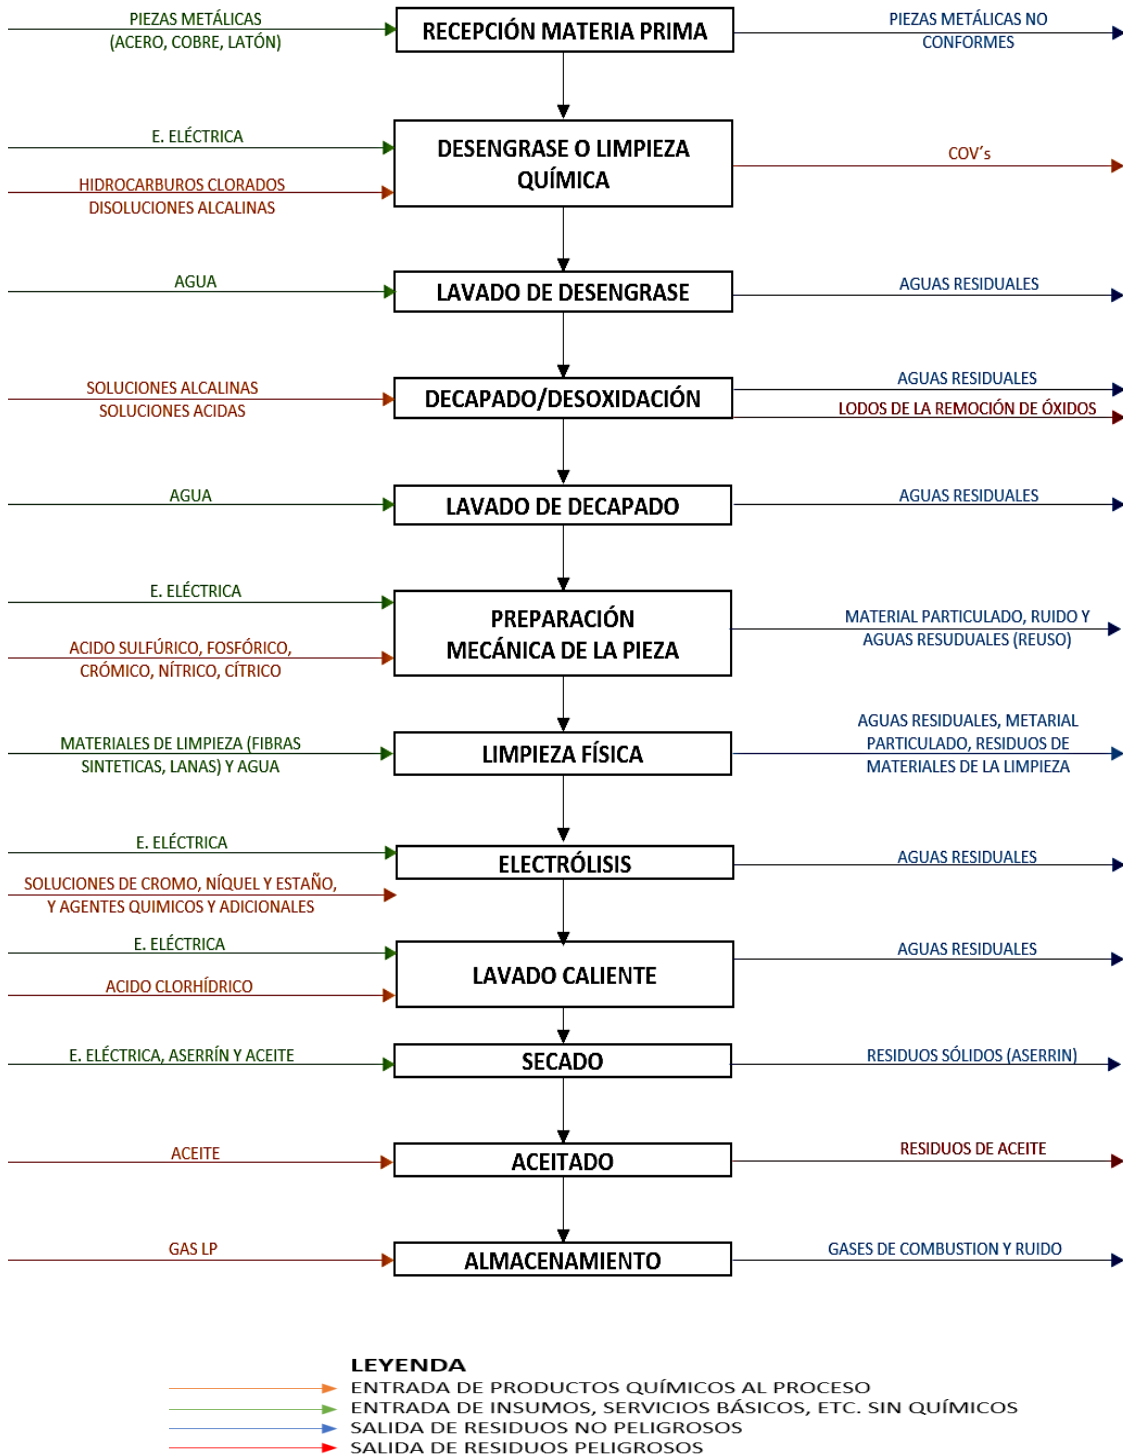 PIEZAS METÁLICAS
(ACERO, COBRE, LATÓN)
RECEPCIÓN MATERIA PRIMA
PIEZAS METÁLICAS NO
CONFORMES
E. ELÉCTRICA
HIDROCARBUROS CLORADOS
DISOLUCIONES ALCALINAS
DESENGRASE O LIMPIEZA
QUÍMICA
COV´s
AGUA
LAVADO DE DESENGRASE
AGUAS RESIDUALES
SOLUCIONES ALCALINAS
SOLUCIONES ACIDAS
DECAPADO/DESOXIDACIÓN
AGUAS RESIDUALES
LODOS DE LA REMOCIÓN DE ÓXIDOS
AGUA
LAVADO DE DECAPADO
AGUAS RESIDUALES
E. ELÉCTRICA
ACIDO SULFÚRICO, FOSFÓRICO,
CRÓMICO, NÍTRICO, CÍTRICO
PREPARACIÓN
MECÁNICA DE LA PIEZA
MATERIAL PARTICULADO, RUIDO Y
AGUAS RESUDUALES (REUSO)
MATERIALES DE LIMPIEZA (FIBRAS
SINTETICAS, LANAS) Y AGUA
LIMPIEZA FÍSICA
AGUAS RESIDUALES, METARIAL
PARTICULADO, RESIDUOS DE
MATERIALES DE LA LIMPIEZA
E. ELÉCTRICA
SOLUCIONES DE CROMO, NÍQUEL Y ESTAÑO,
Y AGENTES QUIMICOS Y ADICIONALES
ELECTRÓLISIS
AGUAS RESIDUALES
E. ELÉCTRICA
ACIDO CLORHÍDRICO
LAVADO CALIENTE
AGUAS RESIDUALES
E. ELÉCTRICA, ASERRÍN Y ACEITE
SECADO
RESIDUOS SÓLIDOS (ASERRIN)
ACEITE
ACEITADO
RESIDUOS DE ACEITE
GAS LP
ALMACENAMIENTO
GASES DE COMBUSTION Y RUIDO
LEYENDA
ENTRADA DE PRODUCTOS QUÍMICOS AL PROCESO
ENTRADA DE INSUMOS, SERVICIOS BÁSICOS, ETC. SIN QUÍMICOS
SALIDA DE RESIDUOS NO PELIGROSOS
SALIDA DE RESIDUOS PELIGROSOS